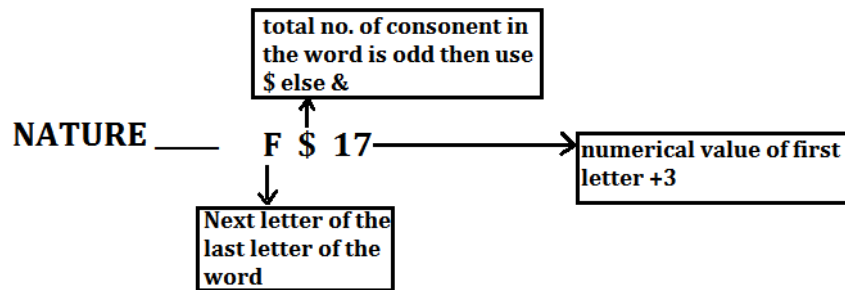 total no. of consonent in
the word is odd then use
$ else &
NATURE ____ F $ 17
numerical value of first
letter +3
Next letter of the
last letter of the
word